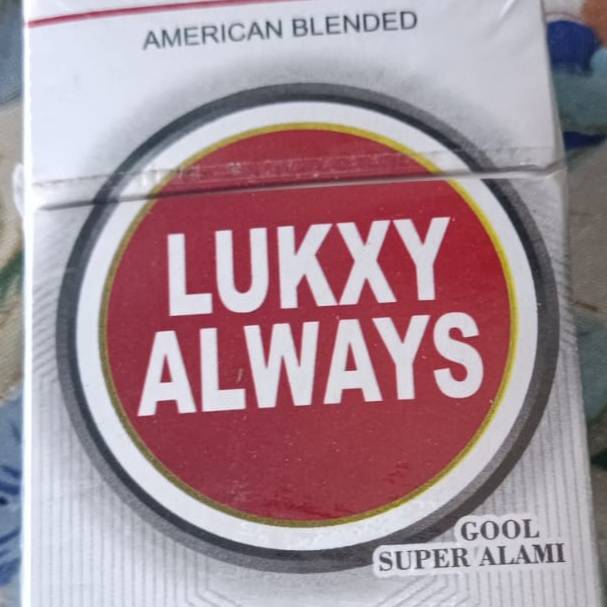 AMERICAN BLENDED
LUKXY
ALWAYS
GOOL
SUPER ALAMI